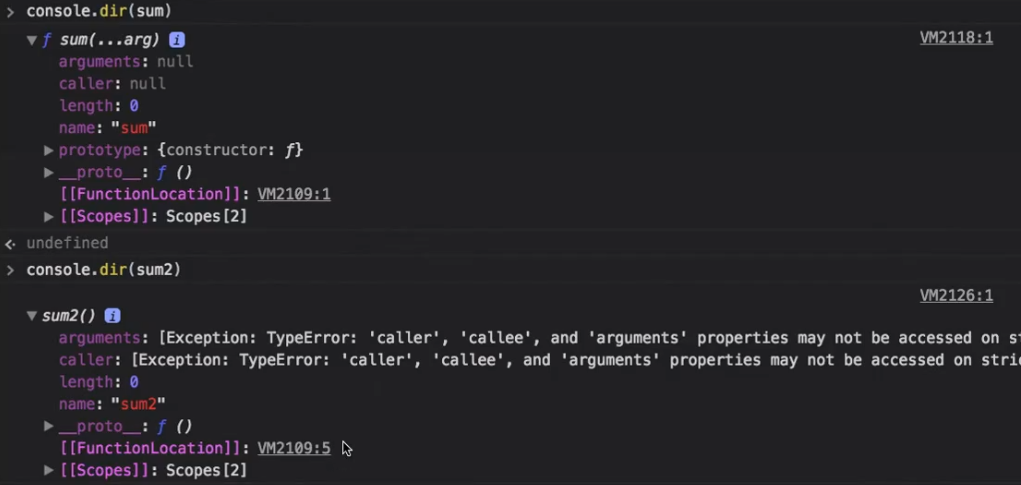 > console.dir(sum)
▼ƒ sum(...arg) i VM2118:1
arguments: null
caller: null
length: 0
name: "sum"
▶ prototype: {constructor: ƒ}
▶ __proto__: ƒ ()
[[FunctionLocation]]: VM2109:1
▶ [[Scopes]]: Scopes[2]
<· undefined
> console.dir(sum2)
VM2126:1
▼ sum2() i
arguments: [Exception: TypeError: 'caller', 'callee', and 'arguments' properties may not be accessed on st
caller: [Exception: TypeError: 'caller', 'callee', and 'arguments' properties may not be accessed on stric
length: 0
name: "sum2"
▶ __proto__: ƒ ()
[[FunctionLocation]]: VM2109:5
▶ [[Scopes]]: Scopes[2]